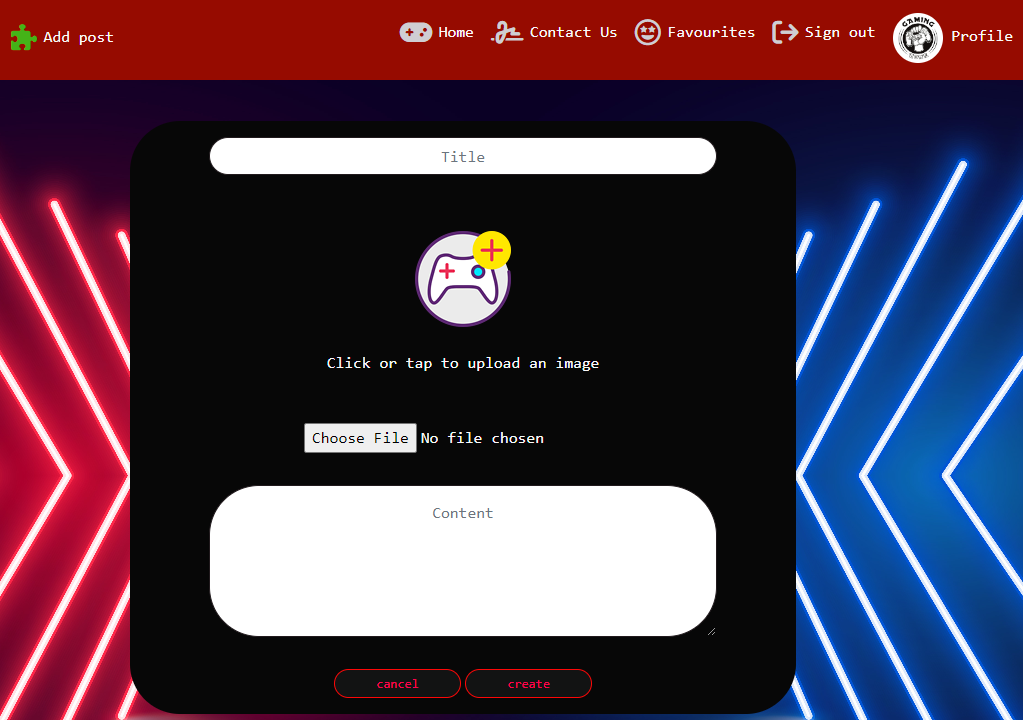 Add post
Home
Contact Us
Favourites
Sign out
GAMING
Profile
Title
Click or tap to upload an image
Choose File No file chosen
Content
cancel
create